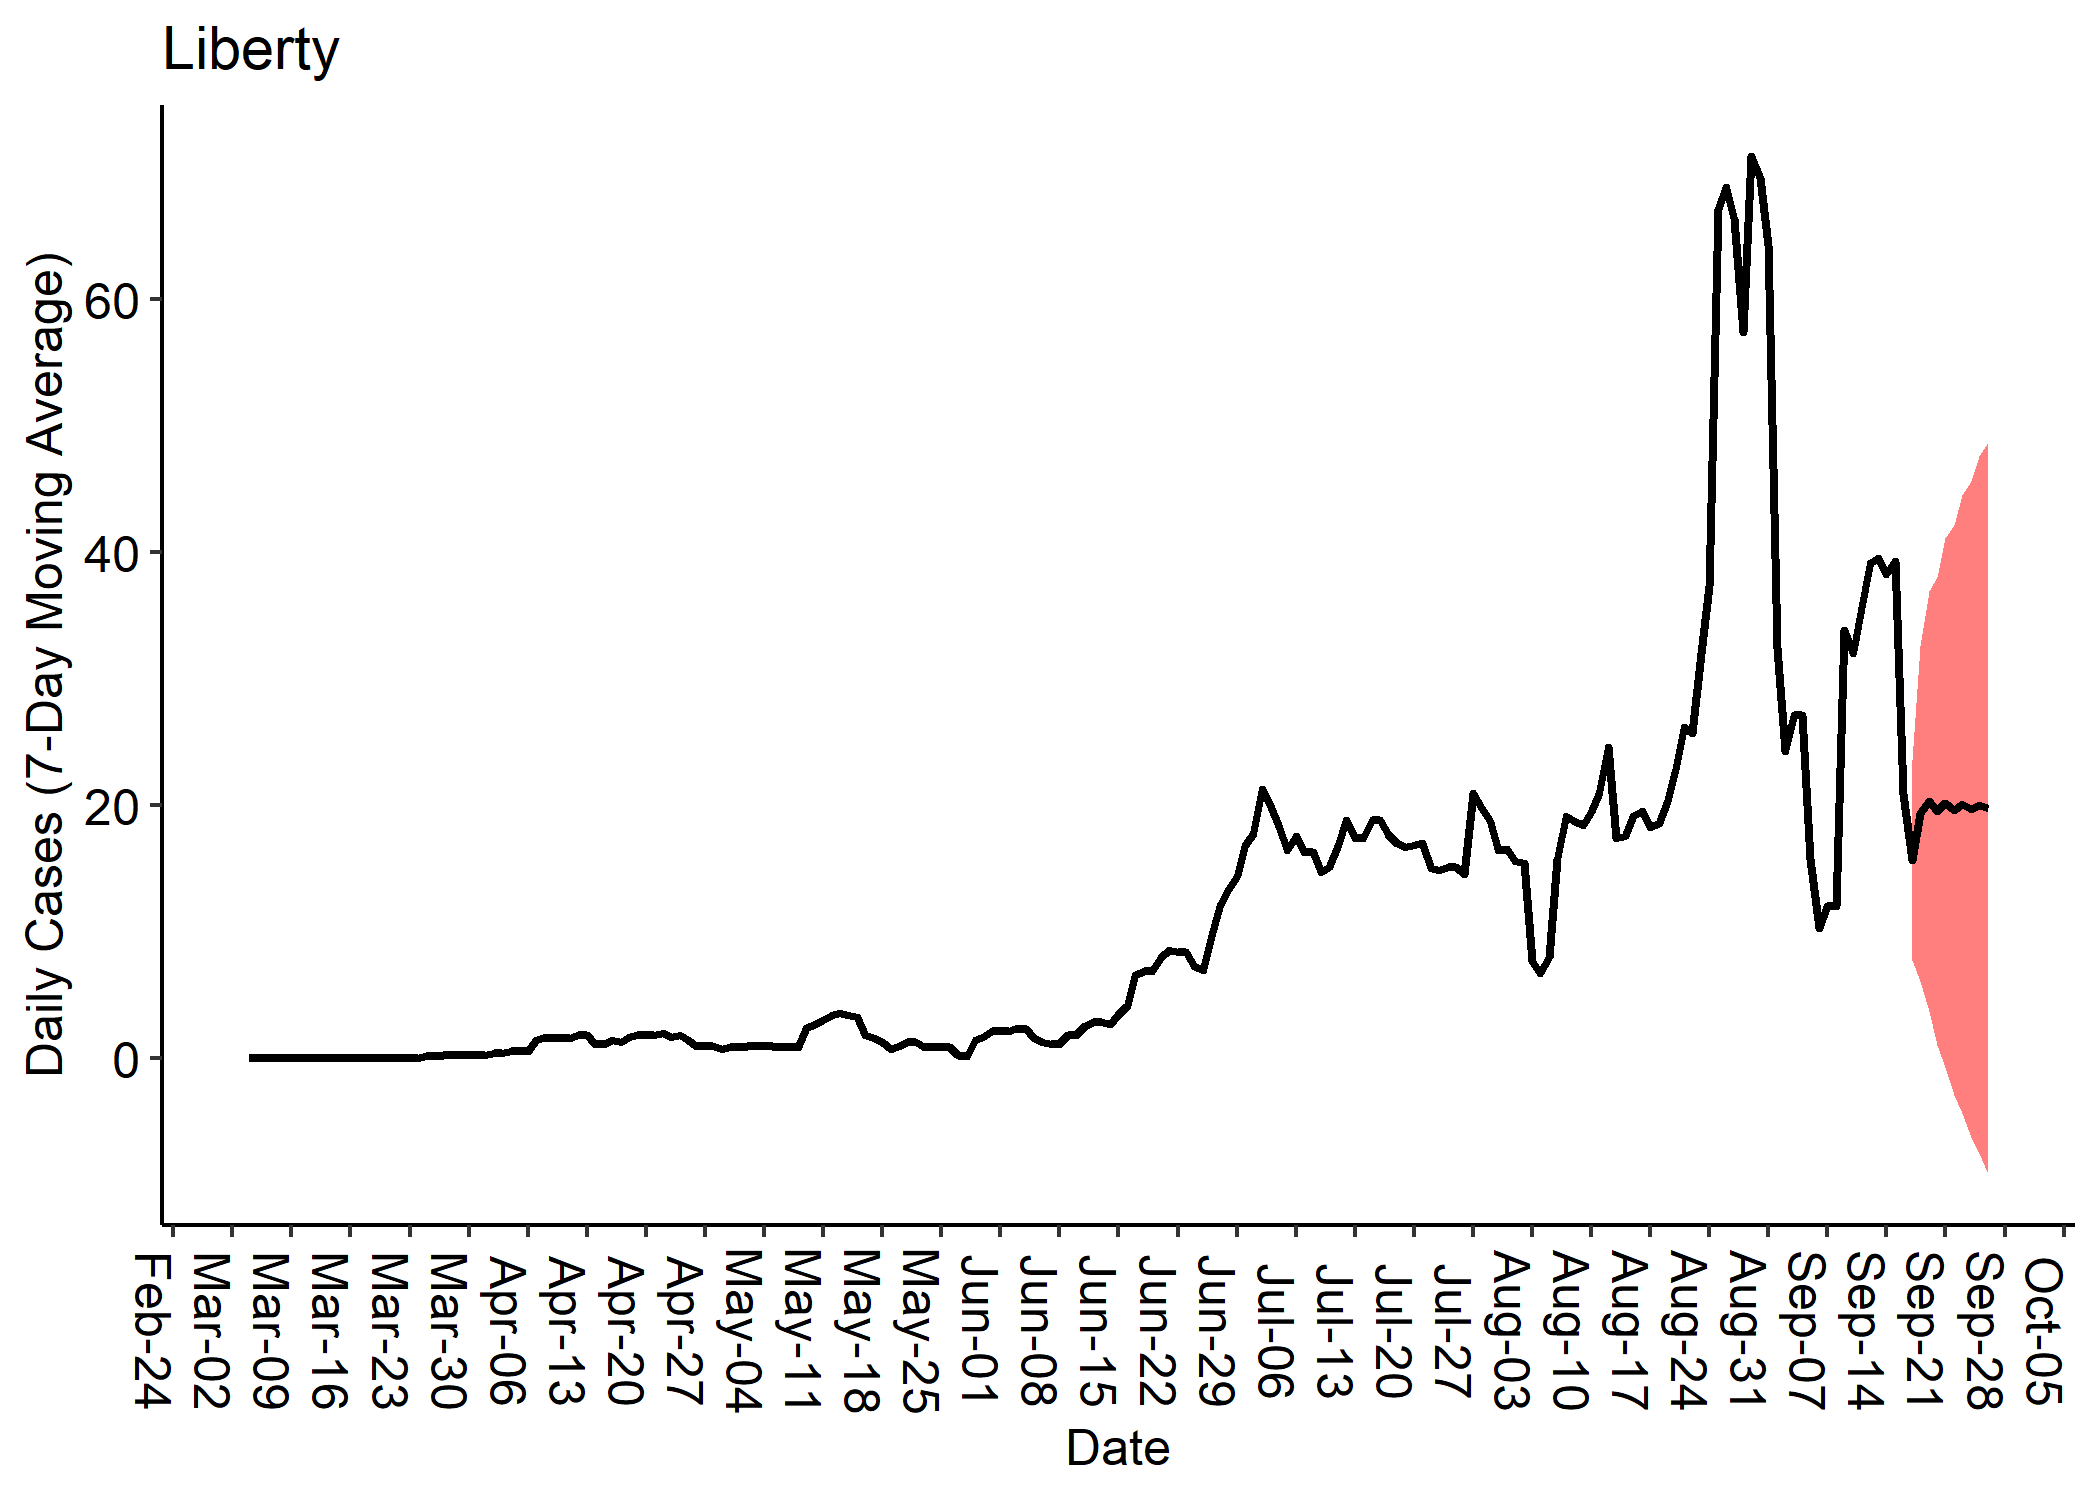 Liberty
Daily Cases (7-Day Moving Average)
60
40
20
0
Feb-24
Mar-02
Mar-09
Mar-16
Mar-23
Mar-30
Apr-06
Apr-13
Apr-20
Apr-27
May-04
May-11
May-18
May-25
Jun-01
Jun-08
Jun-15
Jun-22
Jun-29
Jul-06
Jul-13
Jul-20
Jul-27
Aug-03
Aug-10
Aug-17
Aug-24
Aug-31
Sep-07
Sep-14
Sep-21
Sep-28
Oct-05
Date